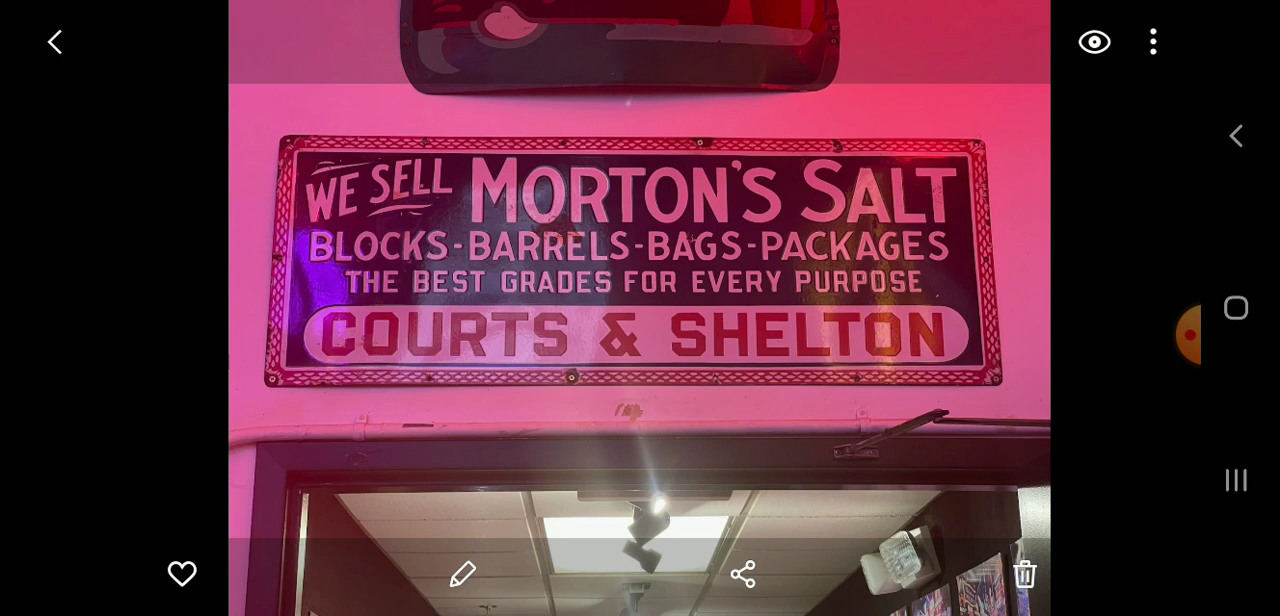 WE SELL MORTON'S SALT
BLOCKS-BARRELS-BAGS-PACKAGES
THE BEST GRADES FOR EVERY PURPOSE
COURTS & SHELTON